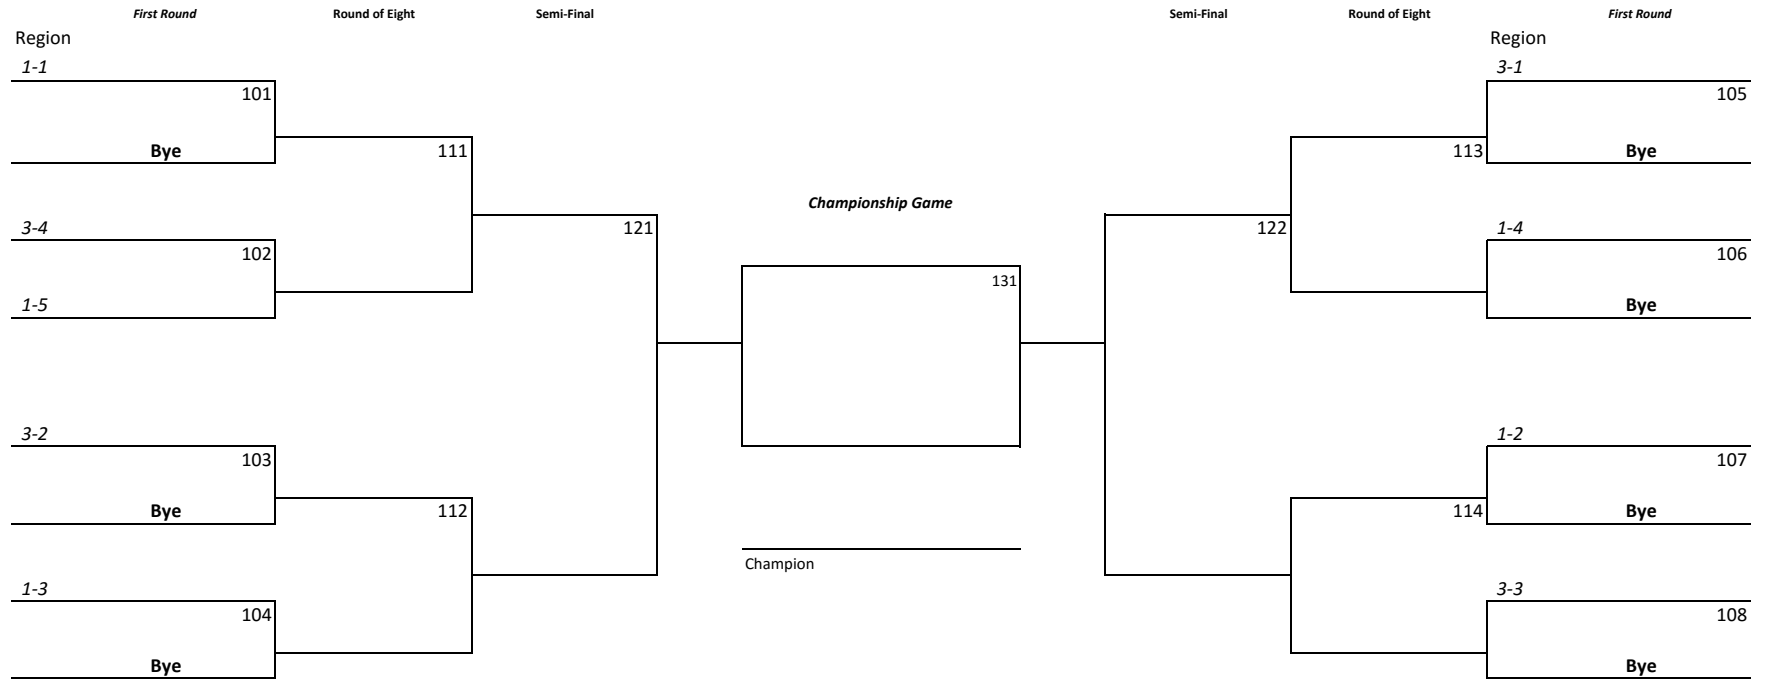 First Round Round of Eight Semi-Final Semi-Final Round of Eight First Round
Region Region
1-1 3-1
101 105
Bye 111 113 Bye
Championship Game
3-4 121 122 1-4
102 106
131
1-5 Bye
3-2 1-2
103 107
Bye 112 114 Bye
Champion
1-3 3-3
104 108
Bye Bye